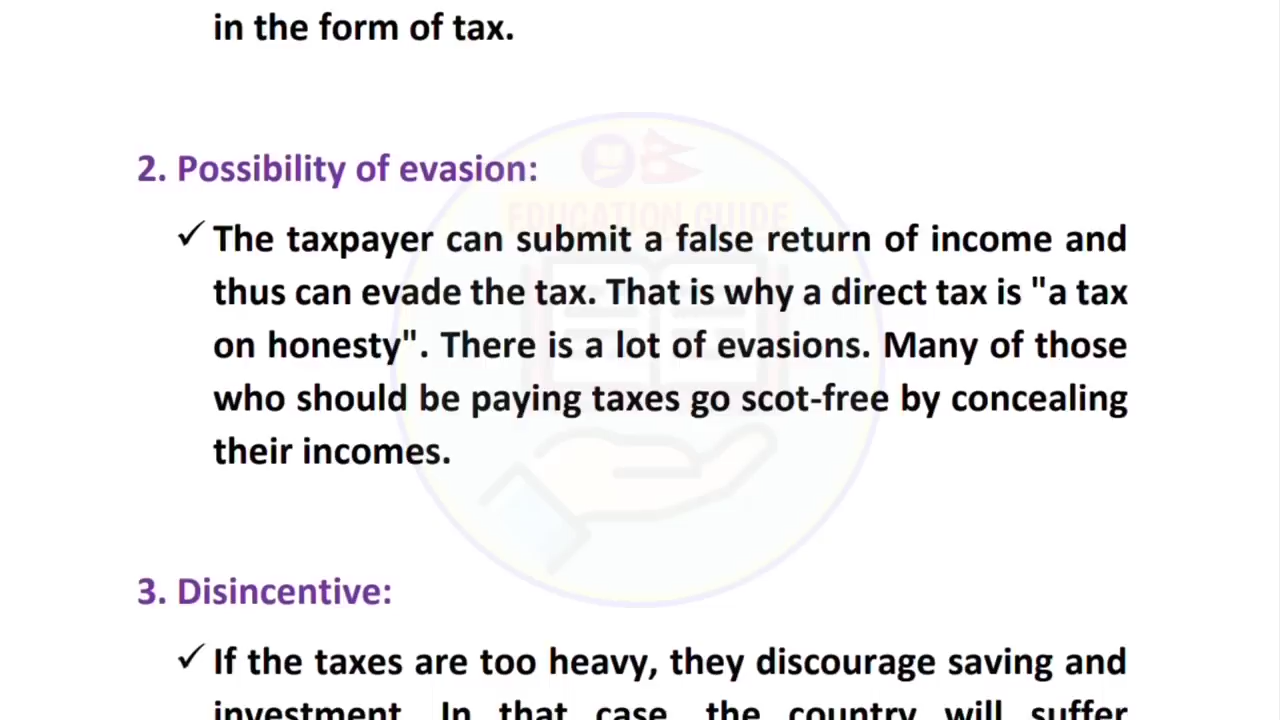 in the form of tax.
2. Possibility of evasion:
EDUCATION GUIDE
✓ The taxpayer can submit a false return of income and
thus can evade the tax. That is why a direct tax is "a tax
on honesty". There is a lot of evasions. Many of those
who should be paying taxes go scot-free by concealing
their incomes.
3. Disincentive:
✓ If the taxes are too heavy, they discourage saving and
investment. In that case, the country will suffer